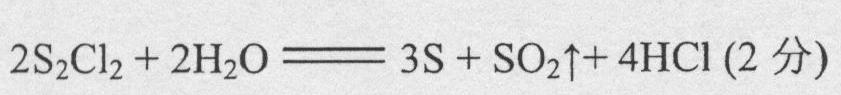 2S₂Cl₂ + 2H₂O ═══ 3S + SO₂↑+ 4HCl (2 分)